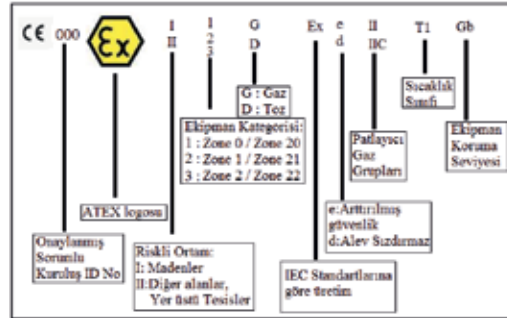 CE 000 Ex I 1 G Ex e II T1 Gb
II 2 D d IIC
3
G : Gaz
D : Toz
Sıcaklık
Sınıfı
Ekipman Kategorisi:
1 : Zone 0 / Zone 20
2 : Zone 1 / Zone 21
3 : Zone 2 / Zone 22
Patlayıcı
Gaz
Grupları
Ekipman
Koruma
Seviyesi
ATEX logosu
e:Arttırılmış
güvenlik
d:Alev Sızdırmaz
Onaylanmış
Sorumlu
Kuruluş ID No
Riskli Ortam:
I: Madenler
II:Diğer alanlar,
Yer üstü Tesisler
IEC Standartlarına
göre üretim